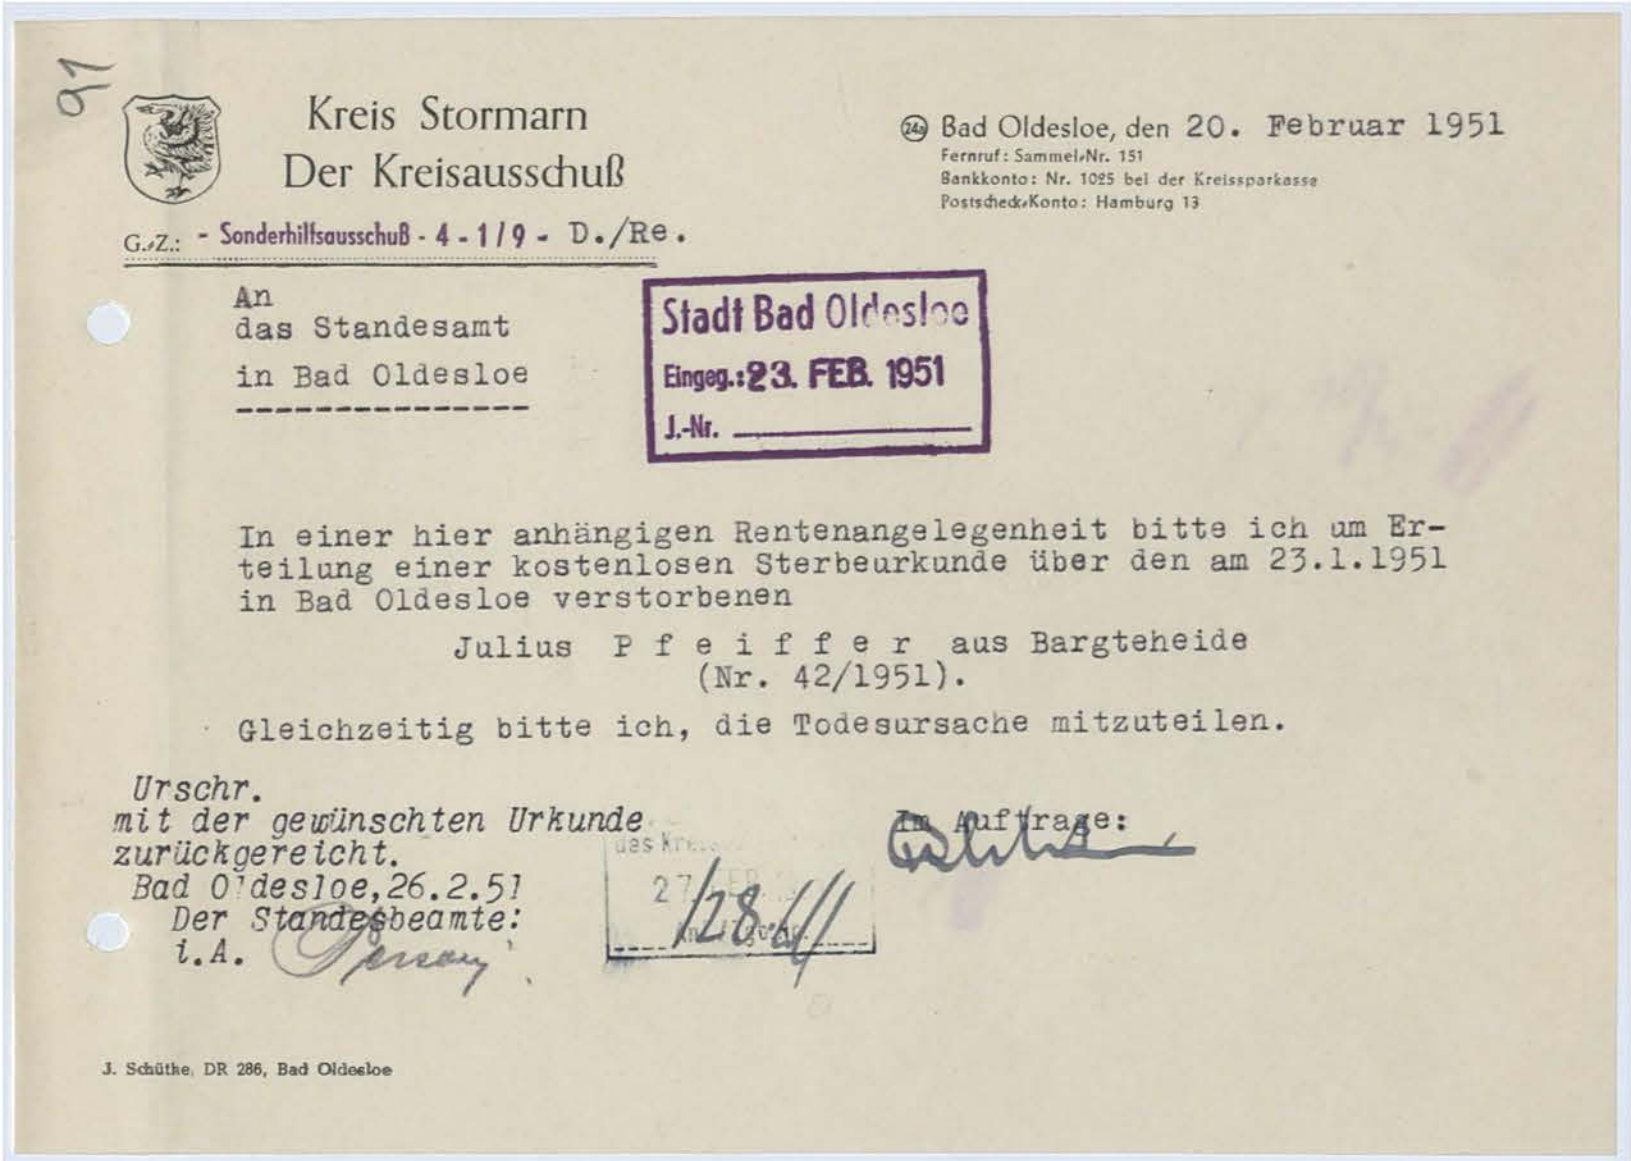 91
Kreis Stormarn
Der Kreisausschuß
G.-Z.: - Sonderhilfsausschuß - 4 - 1/9 - D./Re.
24a Bad Oldesloe, den 20. Februar 1951
Fernruf: Sammel-Nr. 151
Bankkonto: Nr. 1025 bei der Kreissparkasse
Postscheck-Konto: Hamburg 13
An
das Standesamt
in Bad Oldesloe
Stadt Bad Oldesloe
Eingeg.: 23. FEB. 1951
J.-Nr.
In einer hier anhängigen Rentenangelegenheit bitte ich um Er-
teilung einer kostenlosen Sterbeurkunde über den am 23.1.1951
in Bad Oldesloe verstorbenen
Julius P f e i f f e r aus Bargteheide
(Nr. 42/1951).
Gleichzeitig bitte ich, die Todesursache mitzuteilen.
Urschr.
mit der gewünschten Urkunde
zurückgereicht.
Bad Oldesloe,26.2.51
Der Standesbeamte:
i.A.
des
27 FEB
Im Auftrage:
J. Schüthe, DR 286, Bad Oldesloe